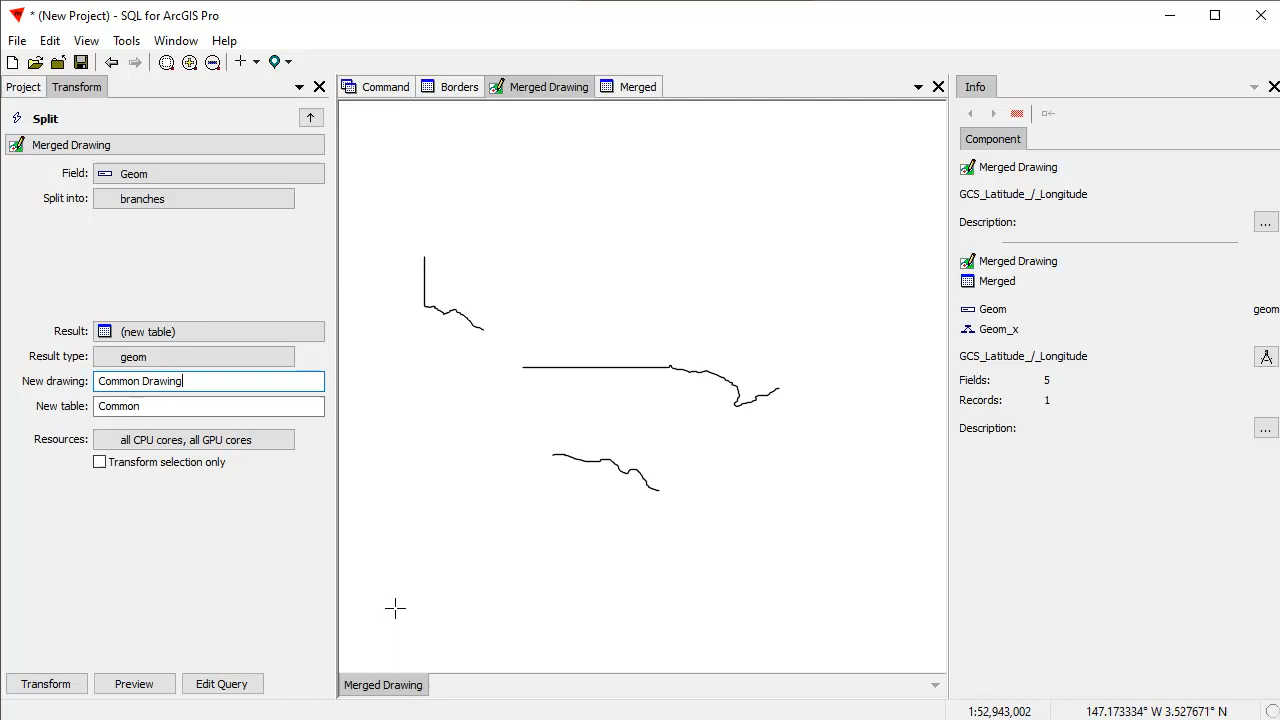 * (New Project) - SQL for ArcGIS Pro
File Edit View Tools Window Help
Project Transform
Command Borders Merged Drawing Merged
Info
Split
Component
Merged Drawing
Merged Drawing
Field: Geom
GCS_Latitude_/_Longitude
Split into: branches
Description: ...
Merged Drawing
Merged
Geom geom
Geom_x
Result: (new table)
Result type: geom
GCS_Latitude_/_Longitude
New drawing: Common Drawing
Fields: 5
New table: Common
Records: 1
Description: ...
Resources: all CPU cores, all GPU cores
Transform selection only
Transform Preview Edit Query
Merged Drawing
1:52,943,002 147.173334° W 3.527671° N